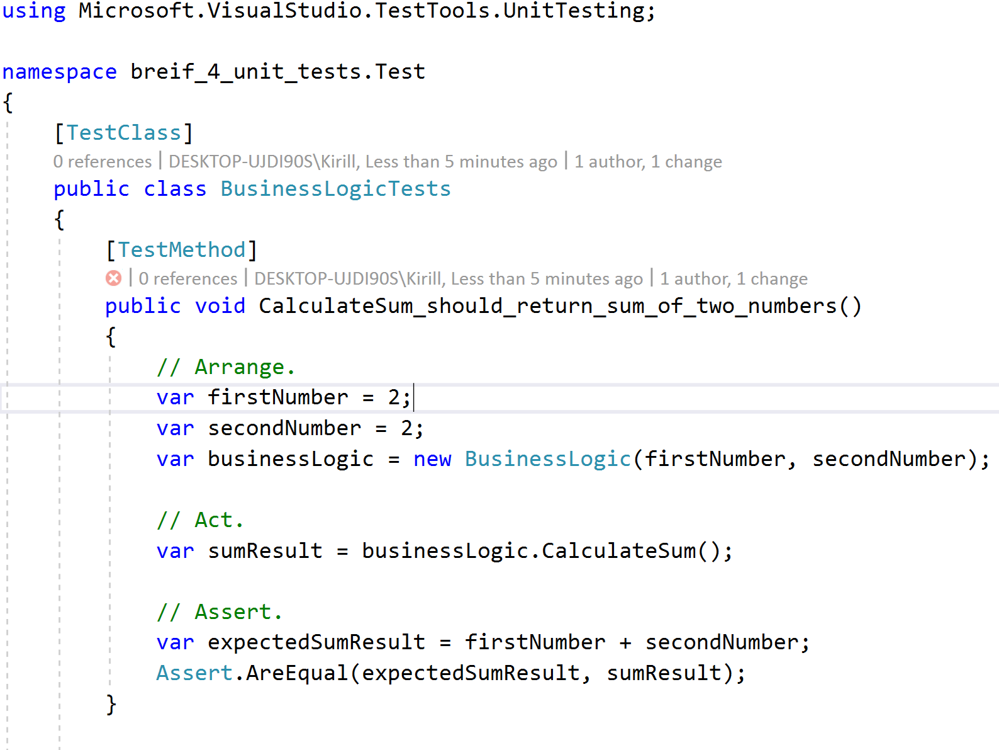 using Microsoft.VisualStudio.TestTools.UnitTesting;
namespace breif_4_unit_tests.Test
{
[TestClass]
0 references | DESKTOP-UJDI90S\Kirill, Less than 5 minutes ago | 1 author, 1 change
public class BusinessLogicTests
{
[TestMethod]
| 0 references | DESKTOP-UJDI90S\Kirill, Less than 5 minutes ago | 1 author, 1 change
public void CalculateSum_should_return_sum_of_two_numbers()
{
// Arrange.
var firstNumber = 2;
var secondNumber = 2;
var businessLogic = new BusinessLogic(firstNumber, secondNumber);
// Act.
var sumResult = businessLogic.CalculateSum();
// Assert.
var expectedSumResult = firstNumber + secondNumber;
Assert.AreEqual(expectedSumResult, sumResult);
}